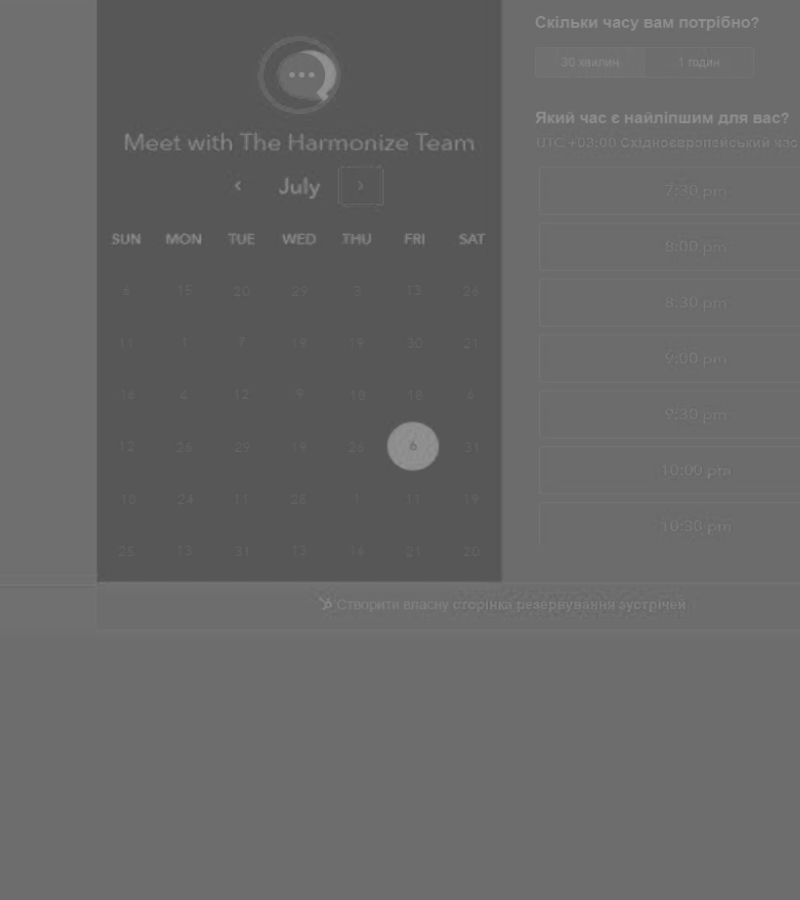 Meet with The Harmonize Team
July
SUN MON TUE WED THU FRI SAT
6 15 20 29 3 13 26
11 1 7 19 19 30 21
16 4 12 9 10 18 6
12 26 29 19 26 6 31
10 24 11 28 1 11 19
25 13 31 13 16 21 20
Скільки часу вам потрібно?
30 хвилин 1 годин
Який час є найліпшим для вас?
UTC +03:00 Східноєвропейський час
7:30 pm
8:00 pm
8:30 pm
9:00 pm
9:30 pm
10:00 pm
10:30 pm
Створити власну сторінка резервування зустрічей